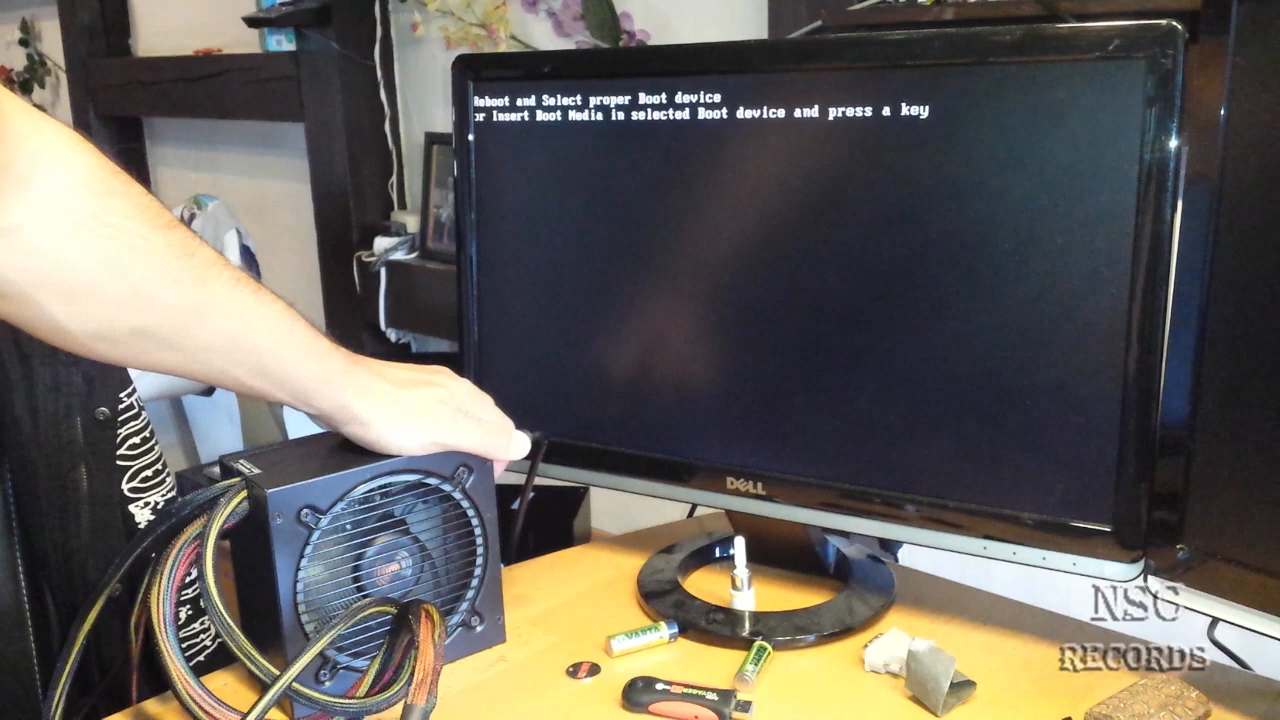 Reboot and Select proper Boot device
or Insert Boot Media in selected Boot device and press a key
DELL
VARTA
VOYAGER
NSC
RECORDS